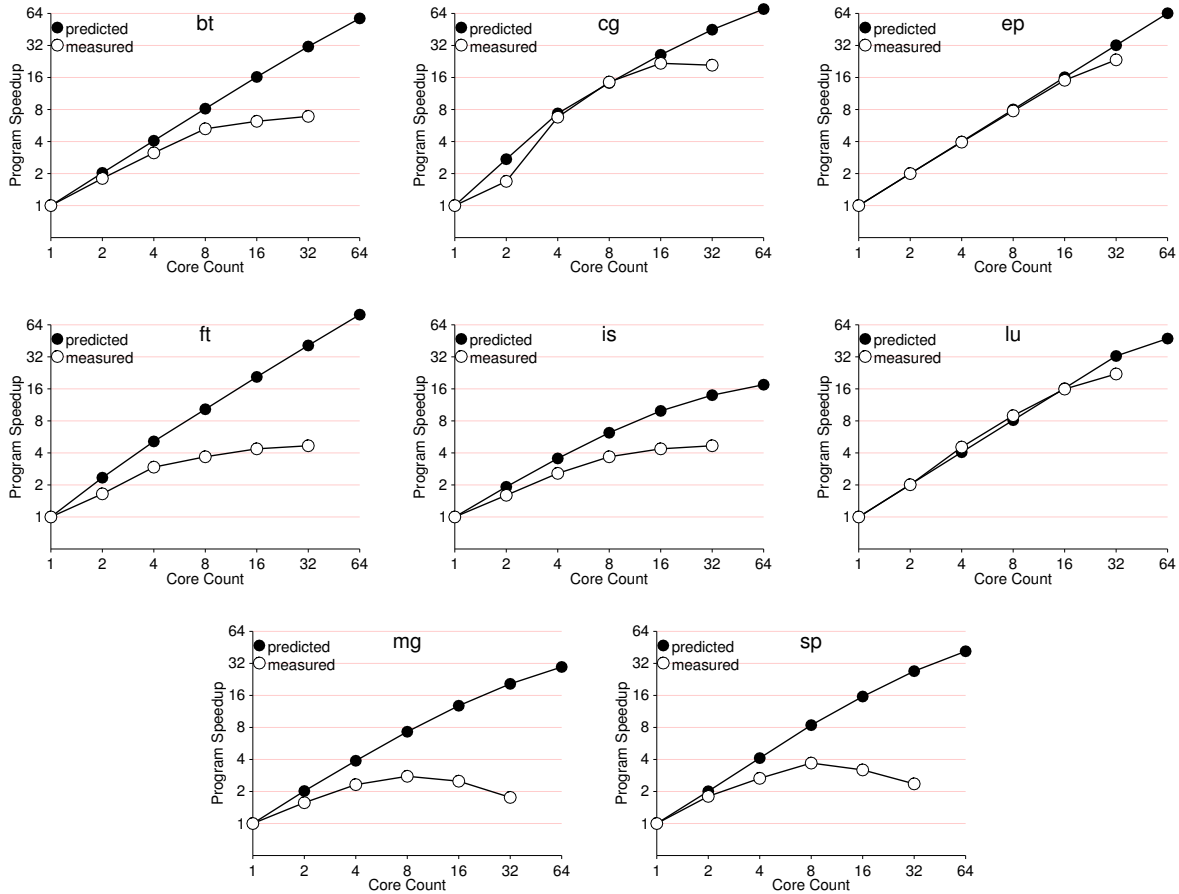 bt
predicted
measured
Program Speedup
64
32
16
8
4
2
1
1 2 4 8 16 32 64
Core Count
cg
predicted
measured
Program Speedup
64
32
16
8
4
2
1
1 2 4 8 16 32 64
Core Count
ep
predicted
measured
Program Speedup
64
32
16
8
4
2
1
1 2 4 8 16 32 64
Core Count
ft
predicted
measured
Program Speedup
64
32
16
8
4
2
1
1 2 4 8 16 32 64
Core Count
is
predicted
measured
Program Speedup
64
32
16
8
4
2
1
1 2 4 8 16 32 64
Core Count
lu
predicted
measured
Program Speedup
64
32
16
8
4
2
1
1 2 4 8 16 32 64
Core Count
mg
predicted
measured
Program Speedup
64
32
16
8
4
2
1
1 2 4 8 16 32 64
Core Count
sp
predicted
measured
Program Speedup
64
32
16
8
4
2
1
1 2 4 8 16 32 64
Core Count